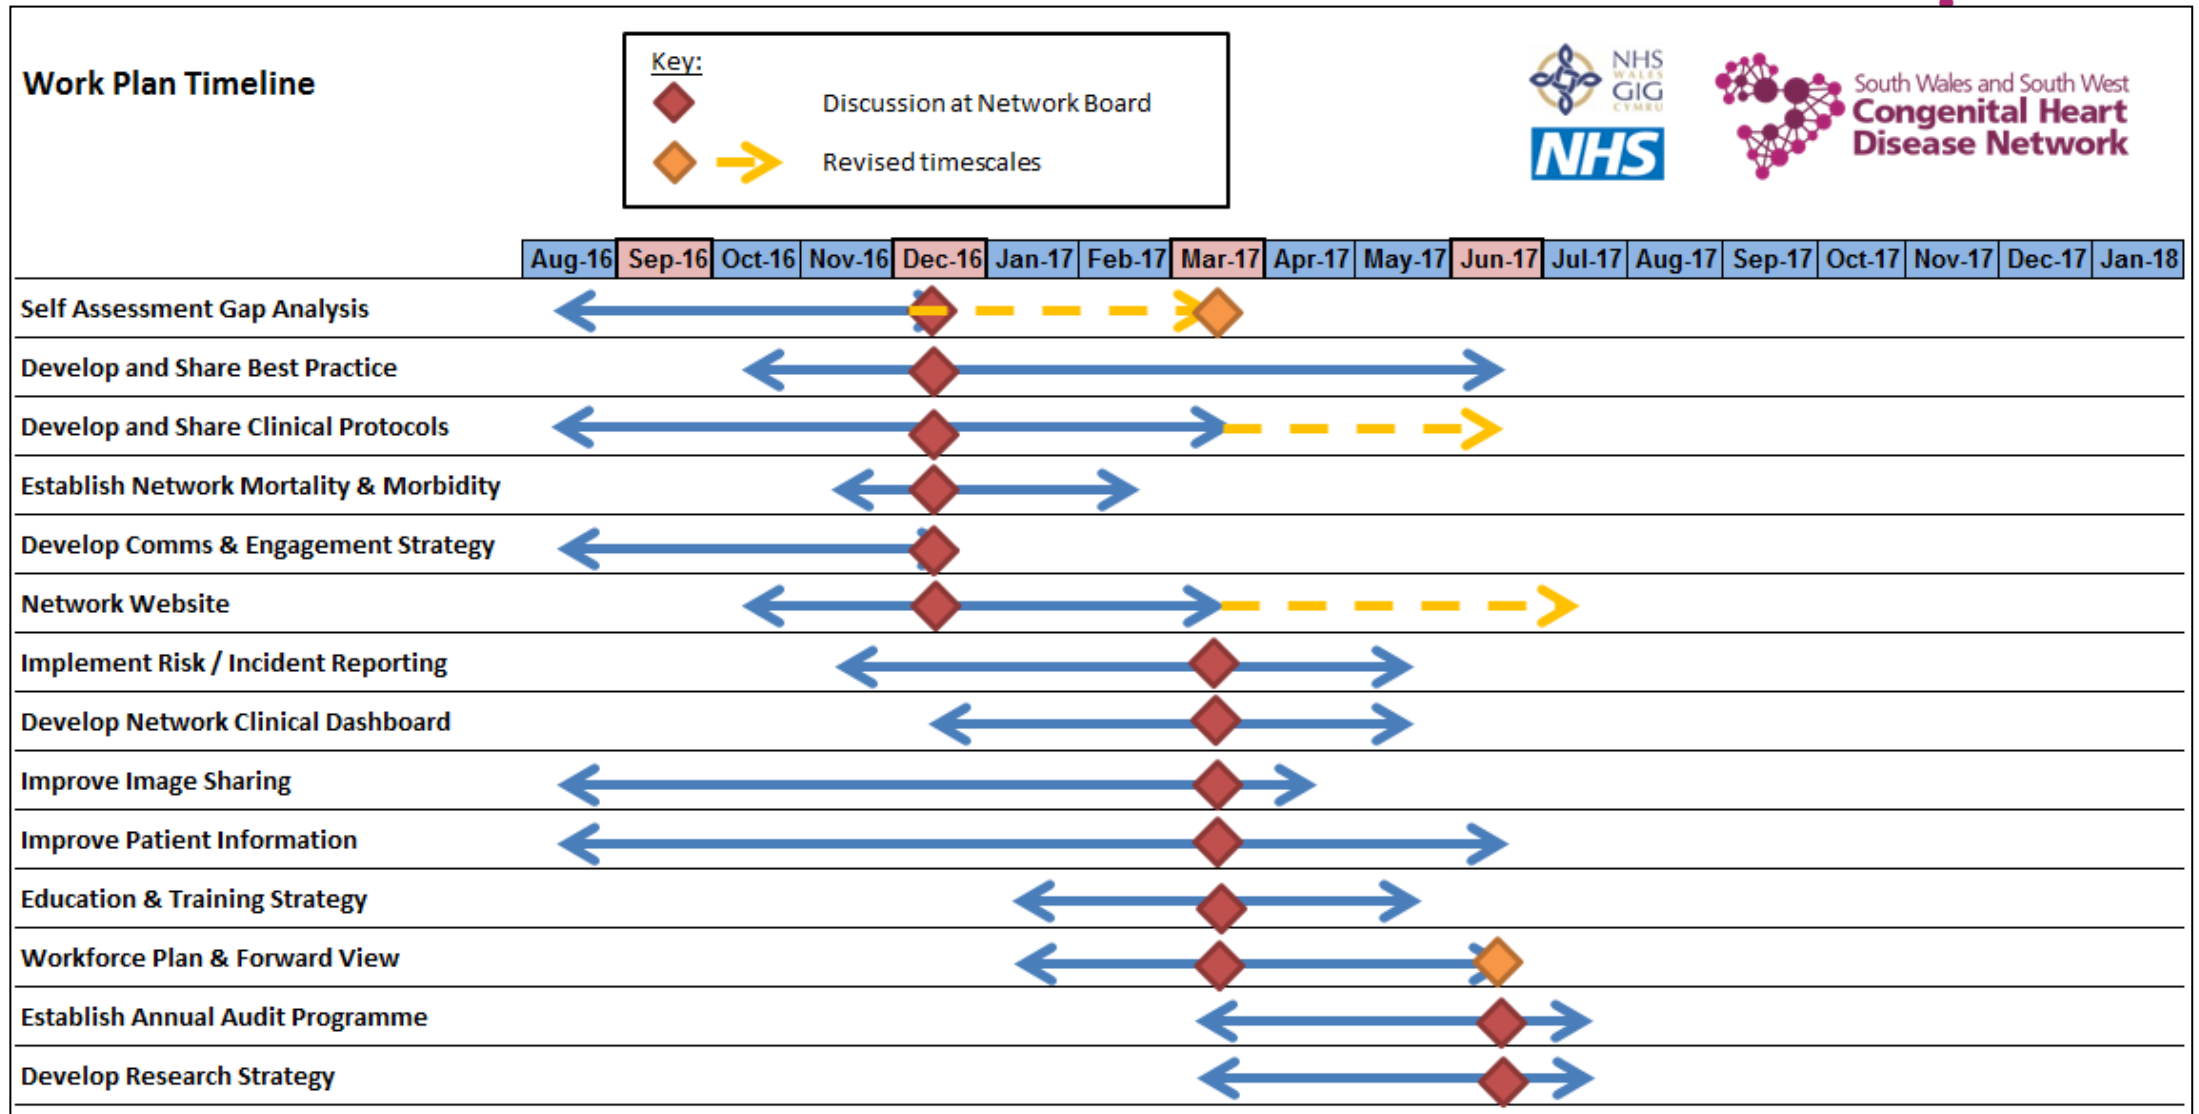 Work Plan Timeline
Key:
Discussion at Network Board
Revised timescales
NHS
WALES
GIG
CYMRU
NHS
South Wales and South West
Congenital Heart
Disease Network
Aug-16 Sep-16 Oct-16 Nov-16 Dec-16 Jan-17 Feb-17 Mar-17 Apr-17 May-17 Jun-17 Jul-17 Aug-17 Sep-17 Oct-17 Nov-17 Dec-17 Jan-18
Self Assessment Gap Analysis
Develop and Share Best Practice
Develop and Share Clinical Protocols
Establish Network Mortality & Morbidity
Develop Comms & Engagement Strategy
Network Website
Implement Risk / Incident Reporting
Develop Network Clinical Dashboard
Improve Image Sharing
Improve Patient Information
Education & Training Strategy
Workforce Plan & Forward View
Establish Annual Audit Programme
Develop Research Strategy